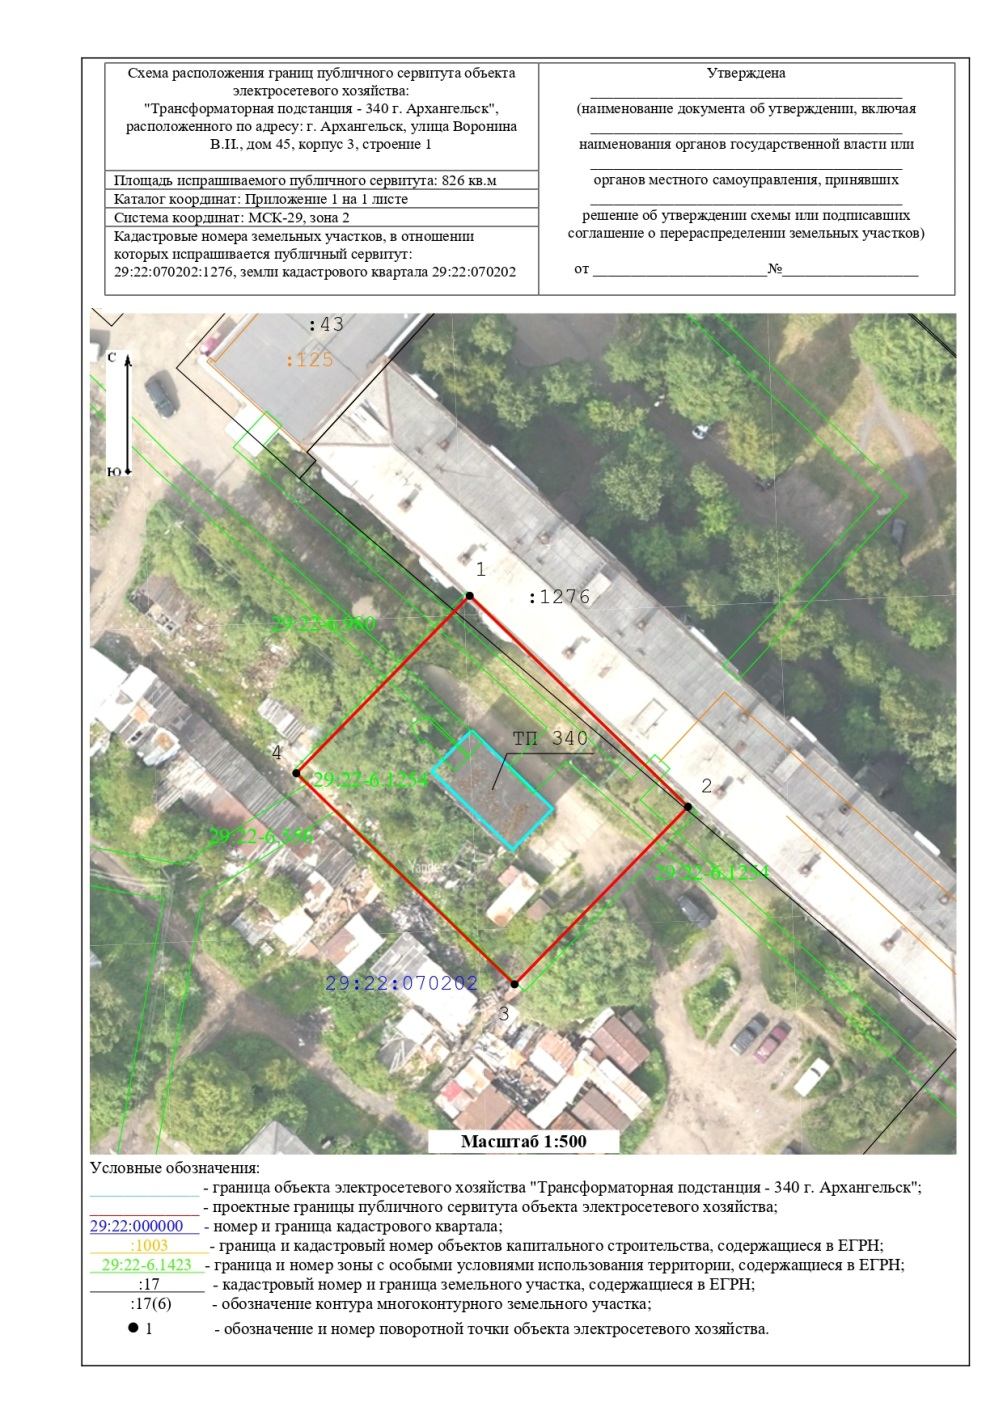 Схема расположения границ публичного сервитута объекта
электросетевого хозяйства:
"Трансформаторная подстанция - 340 г. Архангельск",
расположенного по адресу: г. Архангельск, улица Воронина
В.И., дом 45, корпус 3, строение 1
Площадь испрашиваемого публичного сервитута: 826 кв.м
Каталог координат: Приложение 1 на 1 листе
Система координат: МСК-29, зона 2
Кадастровые номера земельных участков, в отношении
которых испрашивается публичный сервитут:
29:22:070202:1276, земли кадастрового квартала 29:22:070202
Утверждена
(наименование документа об утверждении, включая
наименования органов государственной власти или
органов местного самоуправления, принявших
решение об утверждении схемы или подписавших
соглашение о перераспределении земельных участков)
от №
:43
:125
С
Ю
1
:1276
29:22-6.980
ТП 340
4
29:22-6.1254
2
29:22-6.1254
Yandex
29:22:070202
3
Масштаб 1:500
Условные обозначения:
- граница объекта электросетевого хозяйства "Трансформаторная подстанция - 340 г. Архангельск";
- проектные границы публичного сервитута объекта электросетевого хозяйства;
29:22:000000 - номер и граница кадастрового квартала;
:1003 - граница и кадастровый номер объектов капитального строительства, содержащиеся в ЕГРН;
29:22-6.1423 - граница и номер зоны с особыми условиями использования территории, содержащиеся в ЕГРН;
:17 - кадастровый номер и граница земельного участка, содержащиеся в ЕГРН;
:17(6) - обозначение контура многоконтурного земельного участка;
1 - обозначение и номер поворотной точки объекта электросетевого хозяйства.